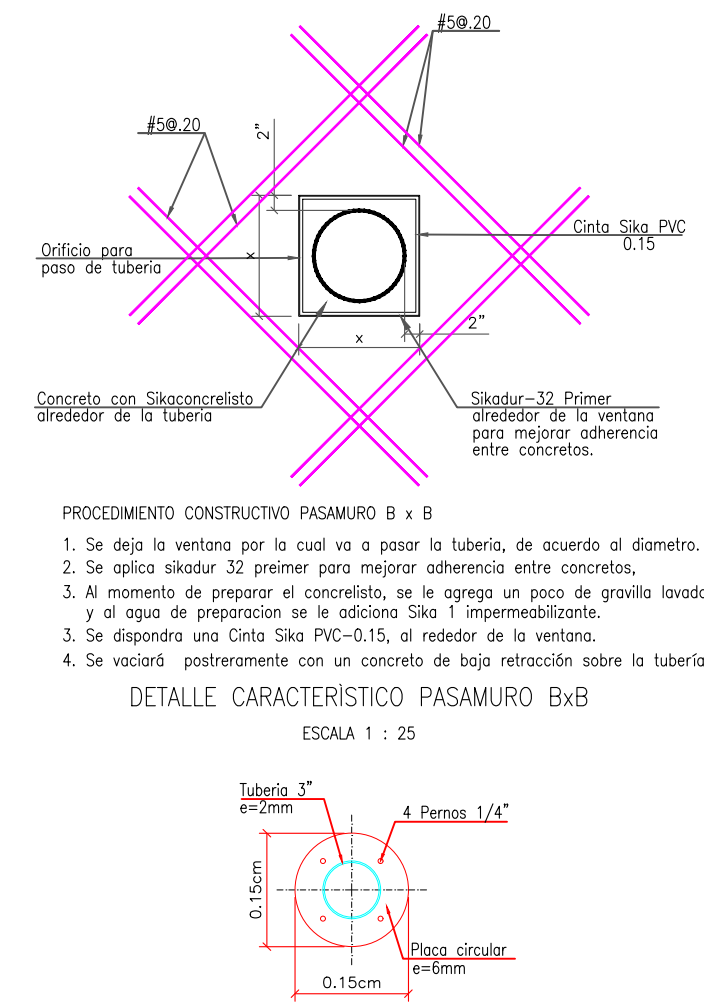 #5@.20
#5@.20
2"
Cinta Sika PVC
0.15
Orificio para
paso de tuberia
x
x
2"
Concreto con Sikaconcrelisto
alrededor de la tuberia
Sikadur-32 Primer
alrededor de la ventana
para mejorar adherencia
entre concretos.
PROCEDIMIENTO CONSTRUCTIVO PASAMURO B x B
1. Se deja la ventana por la cual va a pasar la tuberia, de acuerdo al diametro.
2. Se aplica sikadur 32 preimer para mejorar adherencia entre concretos,
3. Al momento de preparar el concrelisto, se le agrega un poco de gravilla lavado
y al agua de preparacion se le adiciona Sika 1 impermeabilizante.
3. Se dispondra una Cinta Sika PVC-0.15, al rededor de la ventana.
4. Se vaciará postreramente con un concreto de baja retracción sobre la tubería
DETALLE CARACTERÌSTICO PASAMURO BxB
ESCALA 1 : 25
Tuberia 3"
e=2mm
4 Pernos 1/4"
0.15cm
Placa circular
e=6mm
0.15cm